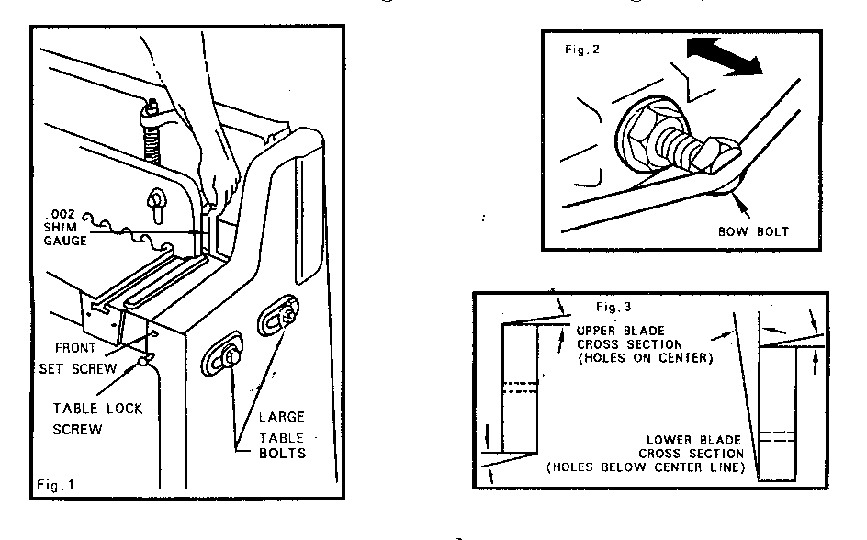 .002
SHIM
GAUGE
FRONT
SET SCREW
TABLE LOCK
SCREW
LARGE
TABLE
BOLTS
Fig. 1
Fig. 2
BOW BOLT
Fig. 3
UPPER BLADE
CROSS SECTION
(HOLES ON CENTER)
LOWER BLADE
CROSS SECTION
(HOLES BELOW CENTER LINE)